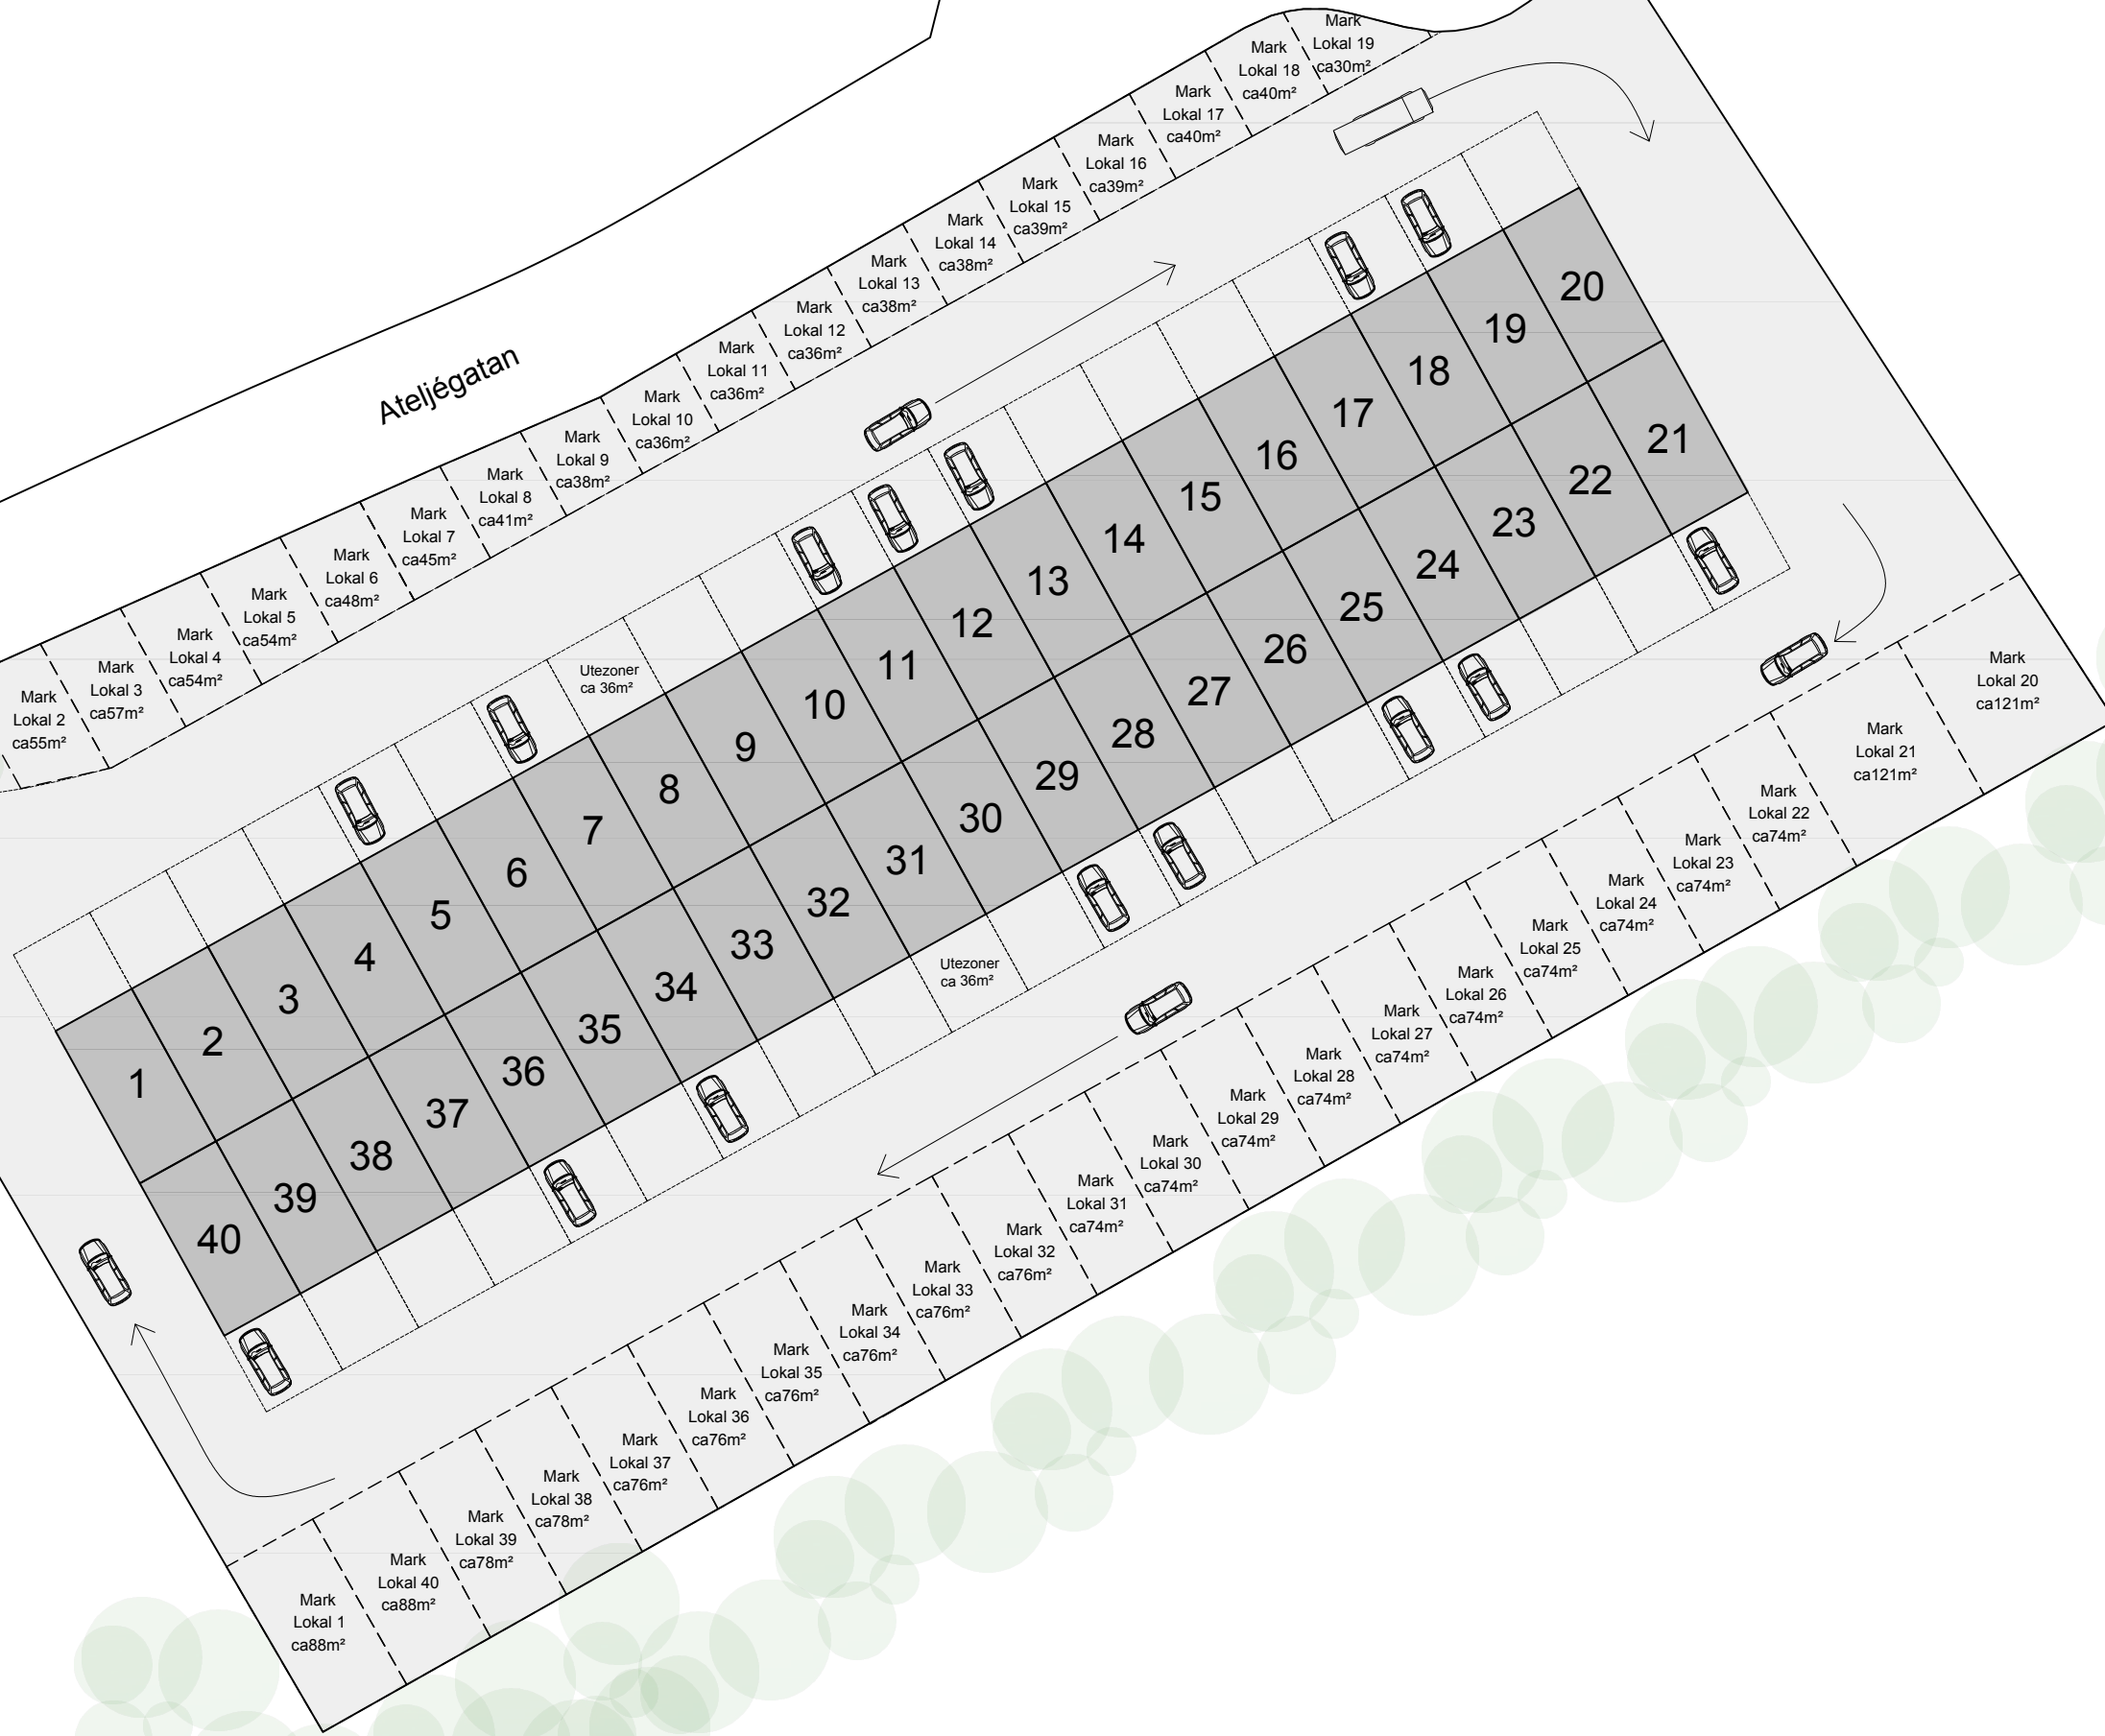 Ateljégatan
Mark
Lokal 2
ca55m²
Mark
Lokal 3
ca57m²
Mark
Lokal 4
ca54m²
Mark
Lokal 5
ca54m²
Mark
Lokal 6
ca48m²
Mark
Lokal 7
ca45m²
Mark
Lokal 8
ca41m²
Mark
Lokal 9
ca38m²
Mark
Lokal 10
ca36m²
Mark
Lokal 11
ca36m²
Mark
Lokal 12
ca36m²
Mark
Lokal 13
ca38m²
Mark
Lokal 14
ca38m²
Mark
Lokal 15
ca39m²
Mark
Lokal 16
ca39m²
Mark
Lokal 17
ca40m²
Mark
Lokal 18
ca40m²
Mark
Lokal 19
ca30m²
Utezoner
ca 36m²
1
2
3
4
5
6
7
8
9
10
11
12
13
14
15
16
17
18
19
20
21
22
23
24
25
26
27
28
29
30
31
32
33
34
35
36
37
38
39
40
Utezoner
ca 36m²
Mark
Lokal 20
ca121m²
Mark
Lokal 21
ca121m²
Mark
Lokal 22
ca74m²
Mark
Lokal 23
ca74m²
Mark
Lokal 24
ca74m²
Mark
Lokal 25
ca74m²
Mark
Lokal 26
ca74m²
Mark
Lokal 27
ca74m²
Mark
Lokal 28
ca74m²
Mark
Lokal 29
ca74m²
Mark
Lokal 30
ca74m²
Mark
Lokal 31
ca74m²
Mark
Lokal 32
ca76m²
Mark
Lokal 33
ca76m²
Mark
Lokal 34
ca76m²
Mark
Lokal 35
ca76m²
Mark
Lokal 36
ca76m²
Mark
Lokal 37
ca76m²
Mark
Lokal 38
ca78m²
Mark
Lokal 39
ca78m²
Mark
Lokal 40
ca88m²
Mark
Lokal 1
ca88m²